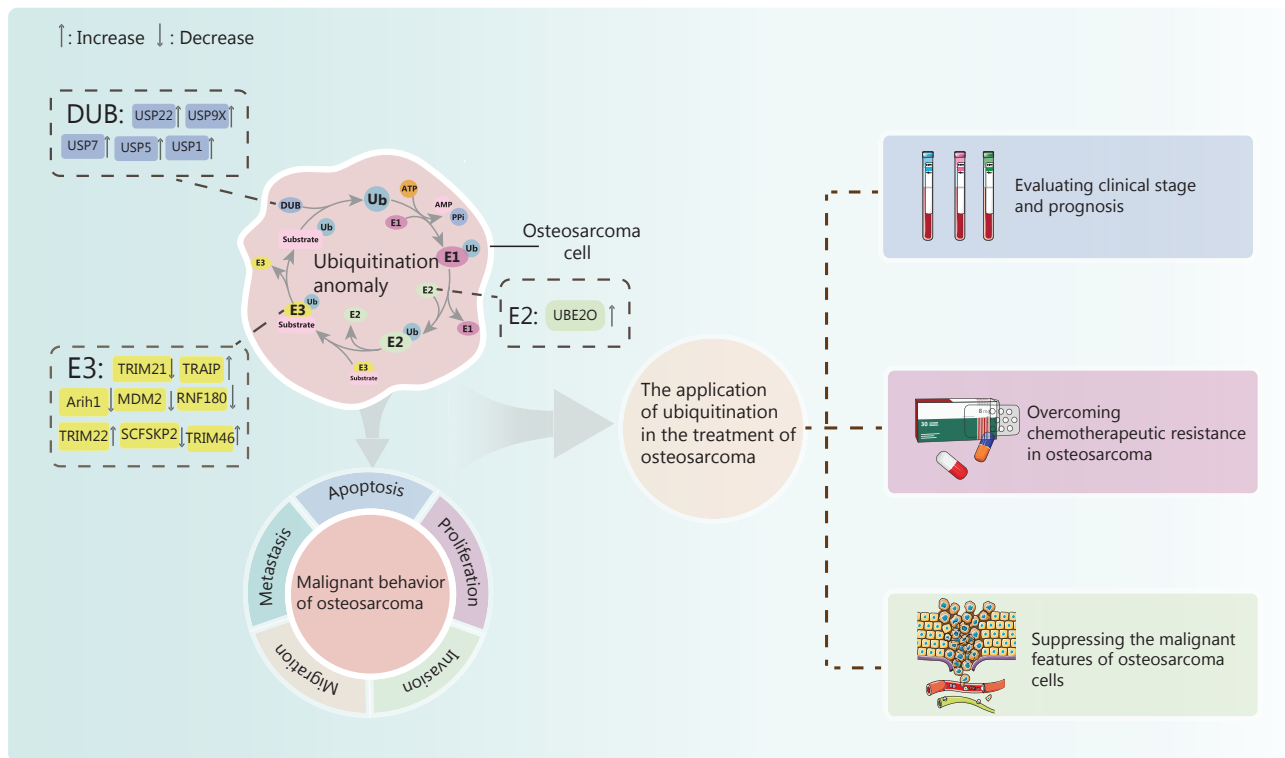 ↑: Increase ↓: Decrease
DUB: USP22↑ USP9X↑
USP7↑ USP5↑ USP1↑
Ub
ATP
AMP
PPi
E1
DUB
Ub
Substrate
E3
Ubiquitination
anomaly
E1
Ub
E2
E1
E2
Ub
E2
E3
Substrate
E3
Ub
Substrate
Osteosarcoma
cell
E2: UBE2O↑
E3: TRIM21↓ TRAIP↑
Arih1↓ MDM2↓ RNF180↓
TRIM22↑ SCFSKP2↓ TRIM46↑
Apoptosis
Proliferation
Invasion
Migration
Metastasis
Malignant behavior
of osteosarcoma
The application
of ubiquitination
in the treatment of
osteosarcoma
Evaluating clinical stage
and prognosis
30
8 mg
Overcoming
chemotherapeutic resistance
in osteosarcoma
Suppressing the malignant
features of osteosarcoma
cells